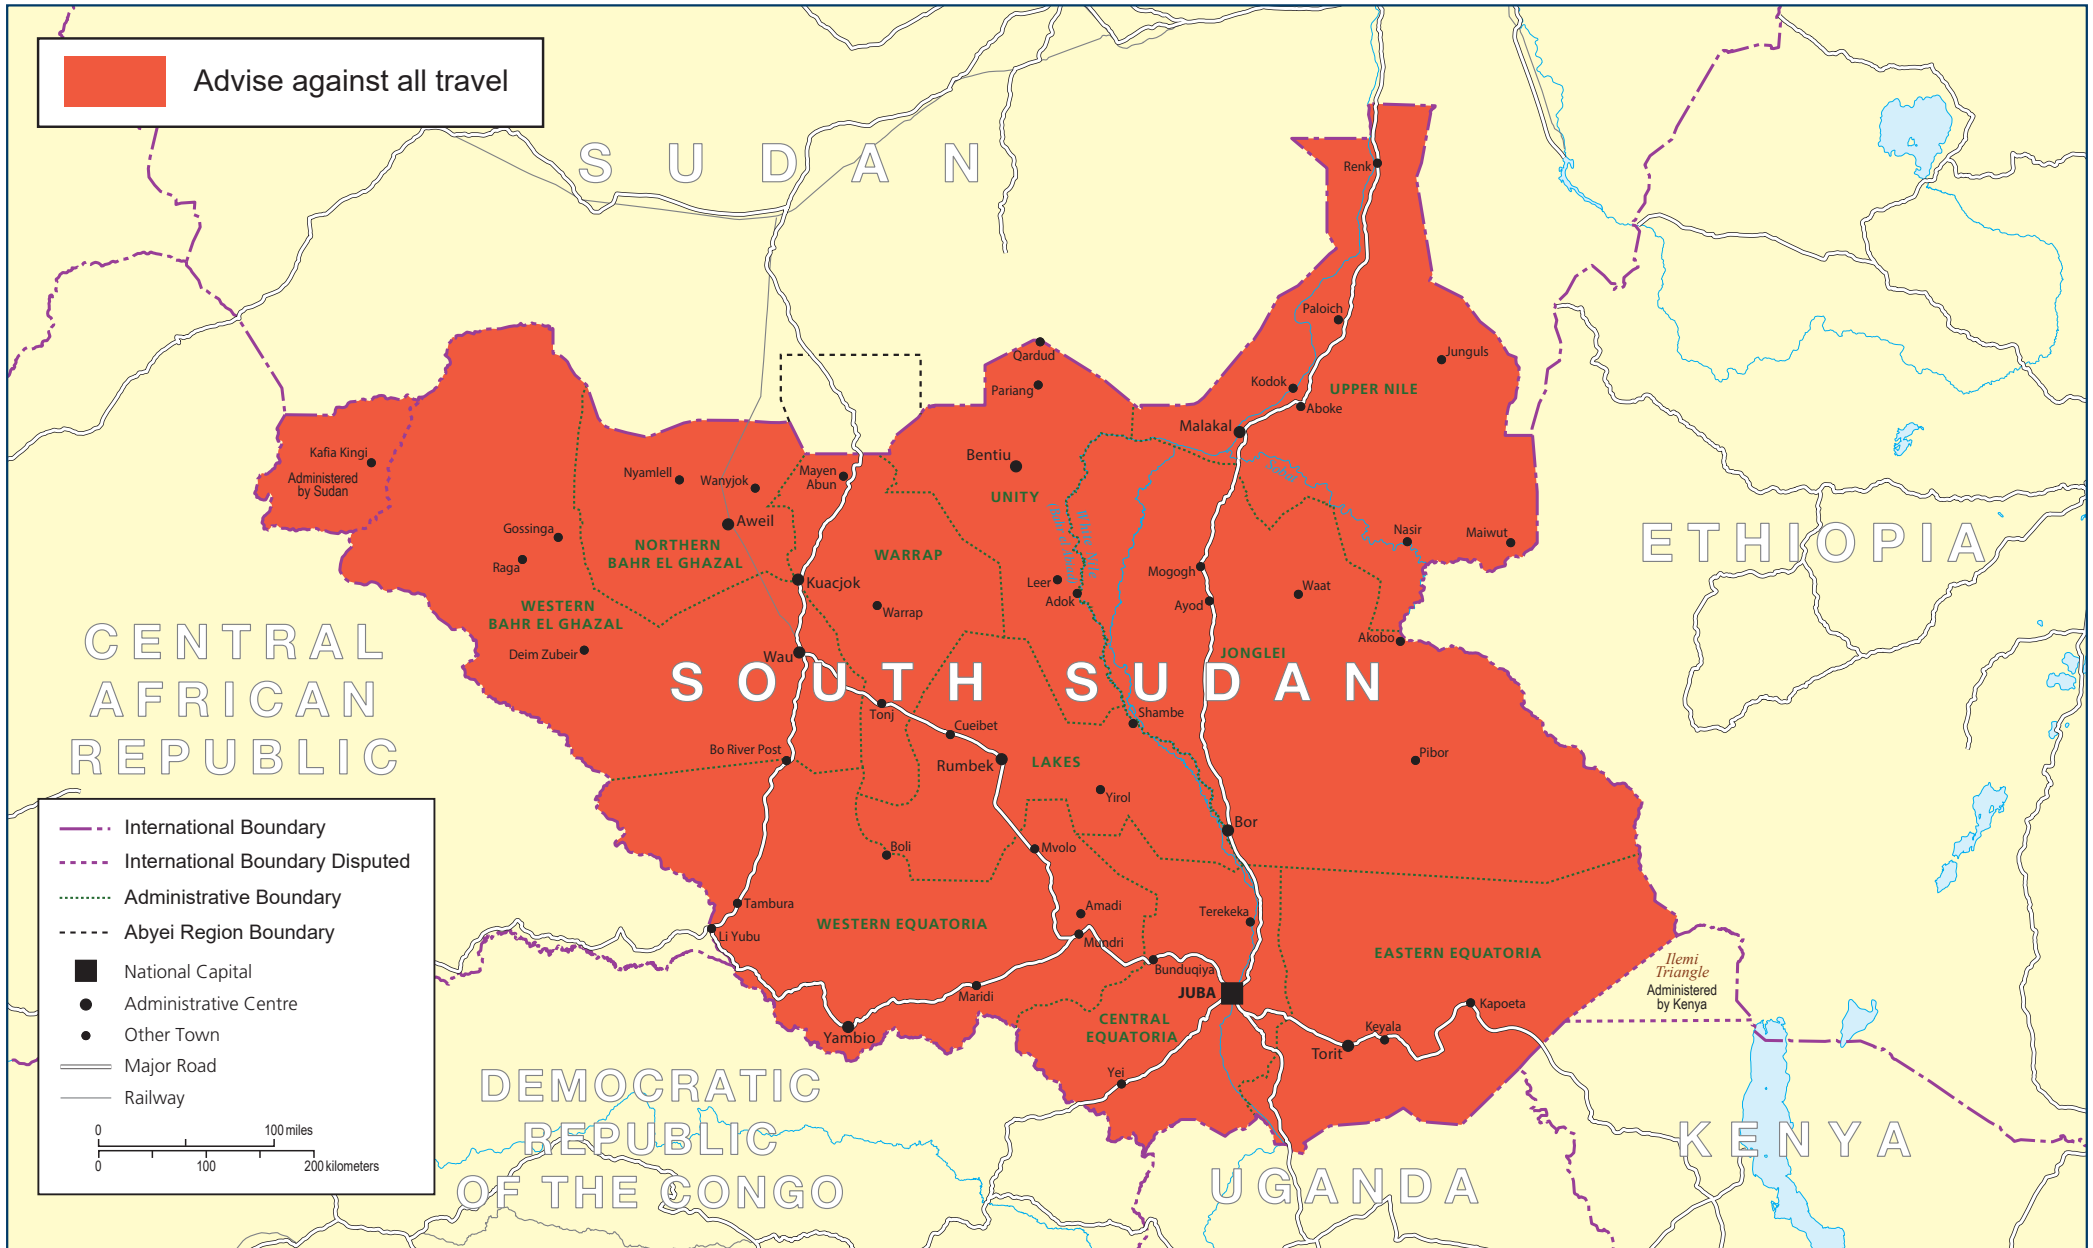 Advise against all travel
SUDAN
Renk
Paloich
Junguls
Qardud
Pariang
Kodok
UPPER NILE
Aboke
Malakal
Kafia Kingi
Administered
by Sudan
Nyamlell
Wanyjok
Mayen
Abun
Bentiu
UNITY
Aweil
Gossinga
Raga
NORTHERN
BAHR EL GHAZAL
WARRAP
Nasir
Maiwut
ETHIOPIA
Kuacjok
Warrap
Leer
Adok
Mogogh
Ayod
Waat
WESTERN
BAHR EL GHAZAL
Deim Zubeir
Wau
Akobo
JONGLEI
CENTRAL
AFRICAN
REPUBLIC
SOUTH SUDAN
Tonj
Cueibet
Shambe
Bo River Post
Rumbek
LAKES
Pibor
Yirol
Bor
Boli
Mvolo
Tambura
Li Yubu
WESTERN EQUATORIA
Amadi
Mundri
Terekeka
Bunduqiya
EASTERN EQUATORIA
Ilemi
Triangle
Administered
by Kenya
Maridi
JUBA
Kapoeta
Yambio
CENTRAL
EQUATORIA
Keyala
Torit
Yei
DEMOCRATIC
REPUBLIC
OF THE CONGO
UGANDA
KENYA
International Boundary
International Boundary Disputed
Administrative Boundary
Abyei Region Boundary
National Capital
Administrative Centre
Other Town
Major Road
Railway
0 100 miles
0 100 200 kilometers